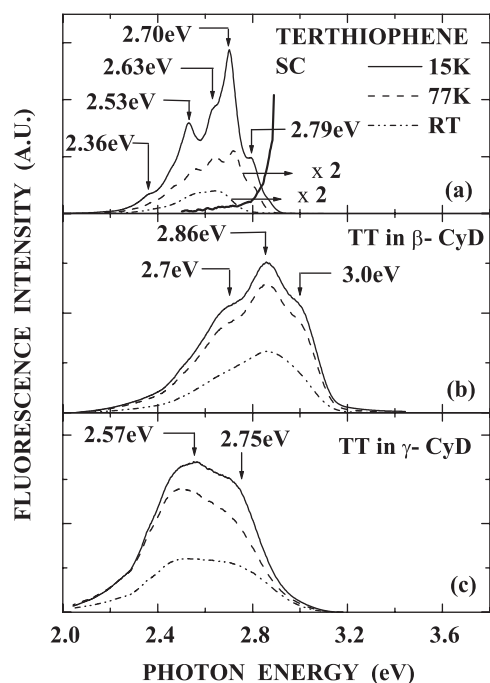 2.70eV TERTHIOPHENE
2.63eV SC 15K
2.53eV 77K
2.36eV 2.79eV RT
x 2
x 2
(a)
2.86eV TT in β- CyD
2.7eV 3.0eV
(b)
2.57eV 2.75eV TT in γ- CyD
(c)
2.0 2.4 2.8 3.2 3.6
PHOTON ENERGY (eV)
FLUORESCENCE INTENSITY (A.U.)